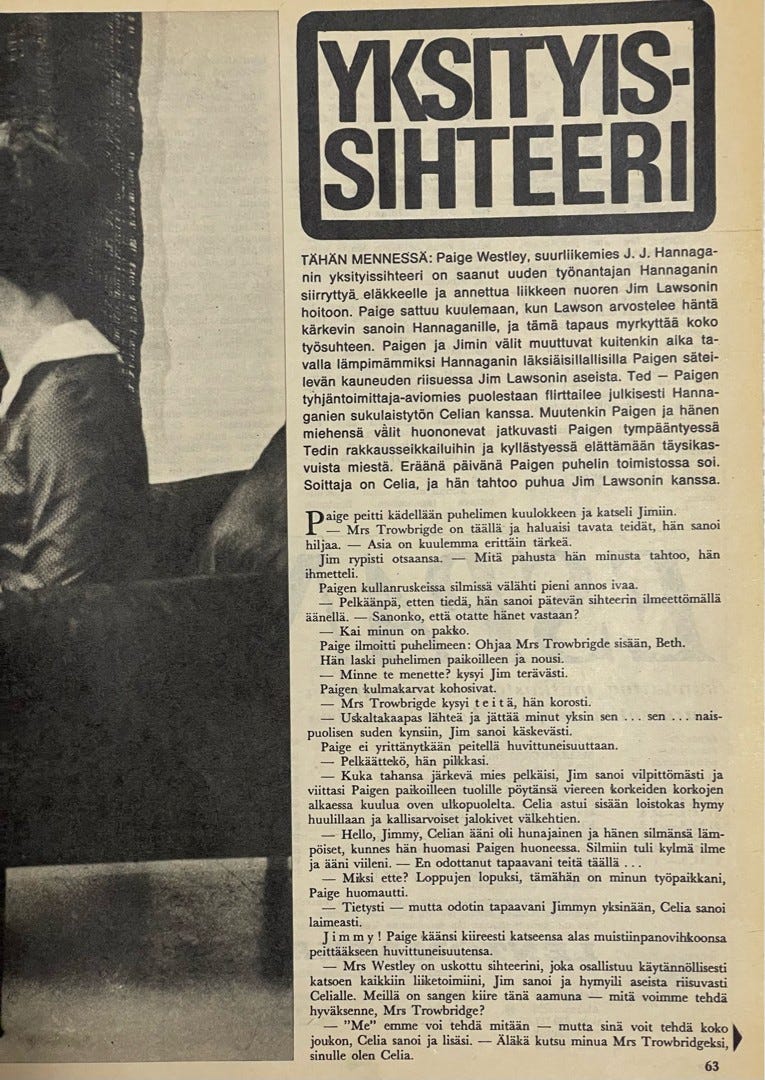 YKSITYIS-
SIHTEERI
TÄHÄN MENNESSÄ: Paige Westley, suurliikemies J. J. Hannaga-
nin yksityissihteeri on saanut uuden työnantajan Hannaganin
siirryttyä eläkkeelle ja annettua liikkeen nuoren Jim Lawsonin
hoitoon. Paige sattuu kuulemaan, kun Lawson arvostelee häntä
kärkevin sanoin Hannaganille, ja tämä tapaus myrkyttää koko
työsuhteen. Paigen ja Jimin välit muuttuvat kuitenkin aika ta-
valla lämpimämmiksi Hannaganin läksiäisillallisilla Paigen sätei-
levän kauneuden riisuessa Jim Lawsonin aseista. Ted — Paigen
tyhjäntoimittaja-aviomies puolestaan flirttailee julkisesti Hanna-
ganien sukulaistytön Celian kanssa. Muutenkin Paigen ja hänen
miehensä välit huononevat jatkuvasti Paigen tympääntyessä
Tedin rakkausseikkailuihin ja kyllästyessä elättämään täysikas-
vuista miestä. Eräänä päivänä Paigen puhelin toimistossa soi.
Soittaja on Celia, ja hän tahtoo puhua Jim Lawsonin kanssa.
Paige peitti kädellään puhelimen kuulokkeen ja katseli Jimiin.
— Mrs Trowbrigde on täällä ja haluaisi tavata teidät, hän sanoi
hiljaa. — Asia on kuulemma erittäin tärkeä.
Jim rypisti otsaansa. — Mitä pahusta hän minusta tahtoo, hän
ihmetteli.
Paigen kullanruskeissa silmissä välähti pieni annos ivaa.
— Pelkäänpä, etten tiedä, hän sanoi pätevän sihteerin ilmeettömällä
äänellä. — Sanonko, että otatte hänet vastaan?
— Kai minun on pakko.
Paige ilmoitti puhelimeen: Ohjaa Mrs Trowbrigde sisään, Beth.
Hän laski puhelimen paikoilleen ja nousi.
— Minne te menette? kysyi Jim terävästi.
Paigen kulmakarvat kohosivat.
— Mrs Trowbrigde kysyi t e i t ä, hän korosti.
— Uskaltakaapas lähteä ja jättää minut yksin sen . . . sen . . . nais-
puolisen suden kynsiin, Jim sanoi käskevästi.
Paige ei yrittänytkään peitellä huvittuneisuuttaan.
— Pelkäättekö, hän pilkkasi.
— Kuka tahansa järkevä mies pelkäisi, Jim sanoi vilpittömästi ja
viittasi Paigen paikoilleen tuolille pöytänsä viereen korkeiden korkojen
alkaessa kuulua oven ulkopuolelta. Celia astui sisään loistokas hymy
huulillaan ja kallisarvoiset jalokivet välkehtien.
— Hello, Jimmy, Celian ääni oli hunajainen ja hänen silmänsä läm-
pöiset, kunnes hän huomasi Paigen huoneessa. Silmiin tuli kylmä ilme
ja ääni viileni. — En odottanut tapaavani teitä täällä . . .
— Miksi ette? Loppujen lopuksi, tämähän on minun työpaikkani,
Paige huomautti.
— Tietysti — mutta odotin tapaavani Jimmyn yksinään, Celia sanoi
laimeasti.
J i m m y ! Paige käänsi kiireesti katseensa alas muistiinpanovihkoonsa
peittääkseen huvittuneisuutensa.
— Mrs Westley on uskottu sihteerini, joka osallistuu käytännöllisesti
katsoen kaikkiin liiketoimiini, Jim sanoi ja hymyili aseista riisuvasti
Celialle. Meillä on sangen kiire tänä aamuna — mitä voimme tehdä
hyväksenne, Mrs Trowbridge?
— ”Me” emme voi tehdä mitään — mutta sinä voit tehdä koko
joukon, Celia sanoi ja lisäsi. — Äläkä kutsu minua Mrs Trowbridgeksi,
sinulle olen Celia.
63